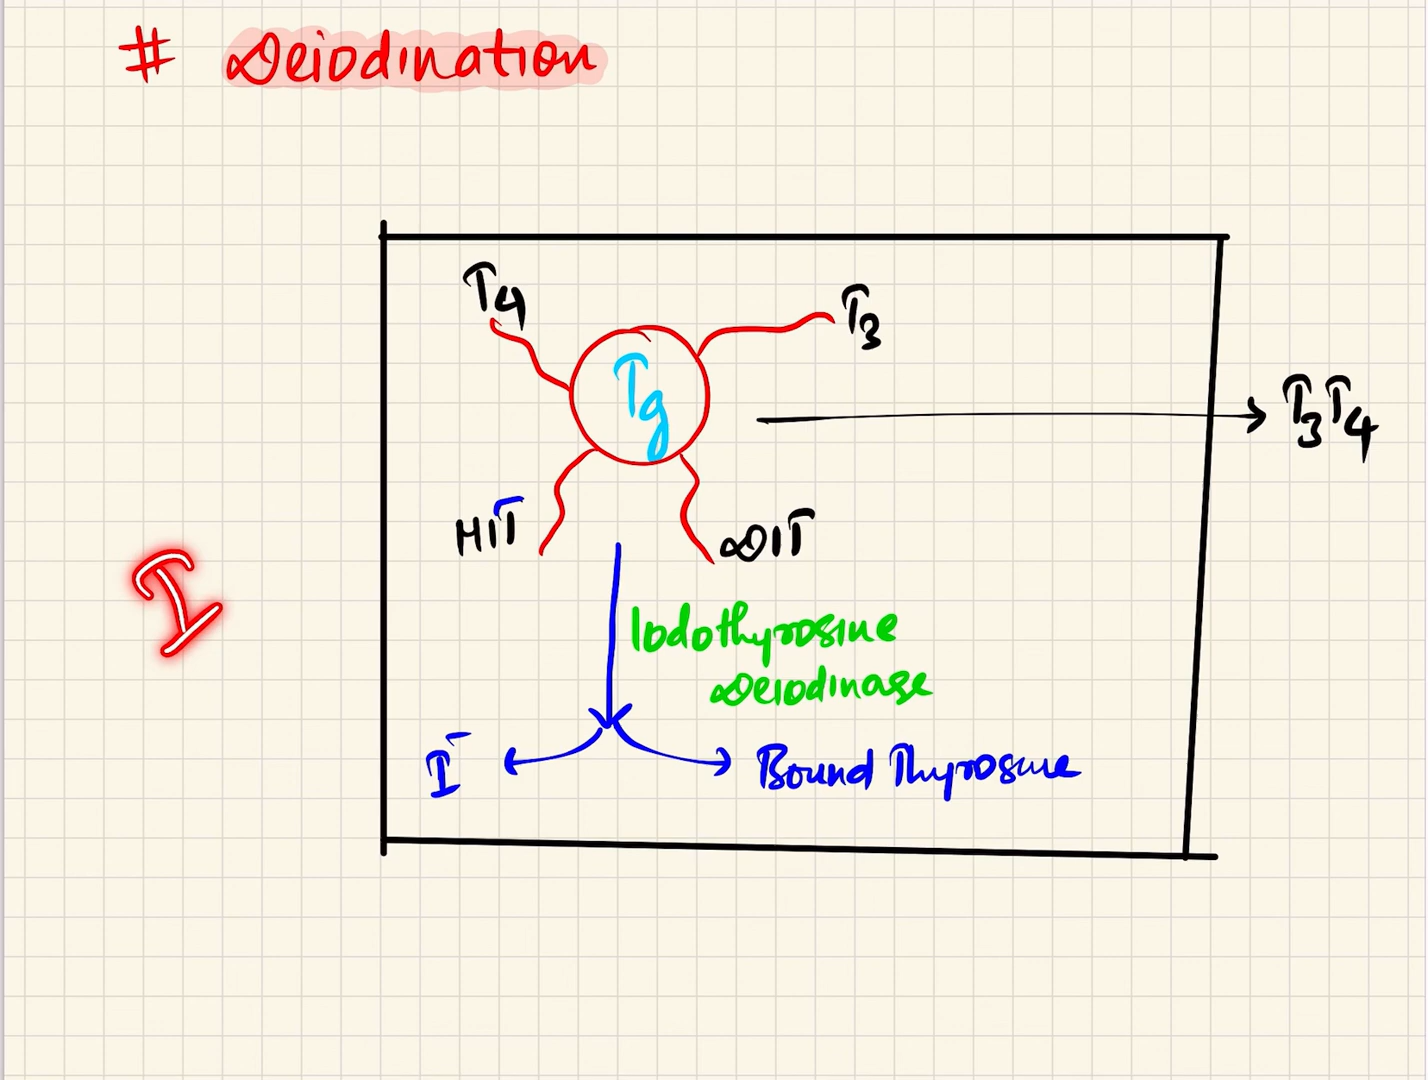 # Deiodination
T4
T3
Tg
T3T4
MIT
DIT
I
Iodothyrosine
Deiodinase
I-
Bound Thyrosine